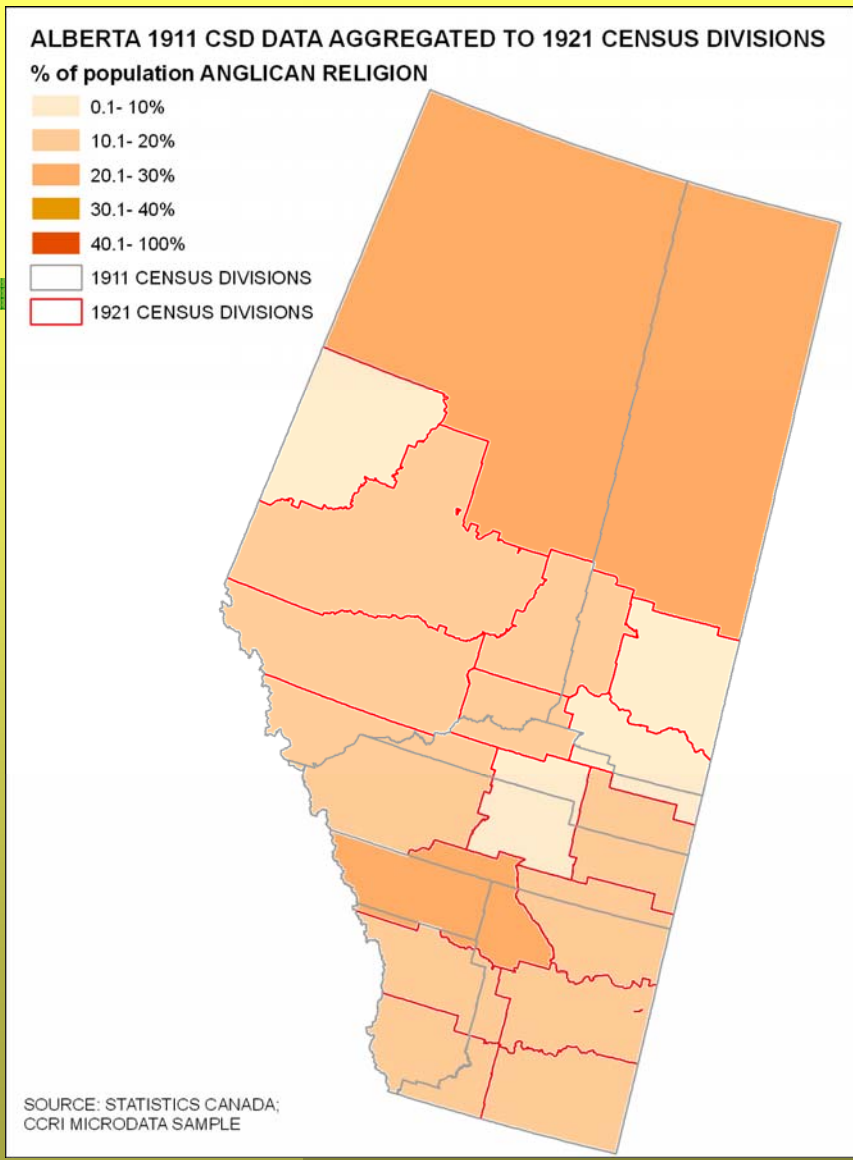 ALBERTA 1911 CSD DATA AGGREGATED TO 1921 CENSUS DIVISIONS
% of population ANGLICAN RELIGION
0.1- 10%
10.1- 20%
20.1- 30%
30.1- 40%
40.1- 100%
1911 CENSUS DIVISIONS
1921 CENSUS DIVISIONS
SOURCE: STATISTICS CANADA;
CCRI MICRODATA SAMPLE